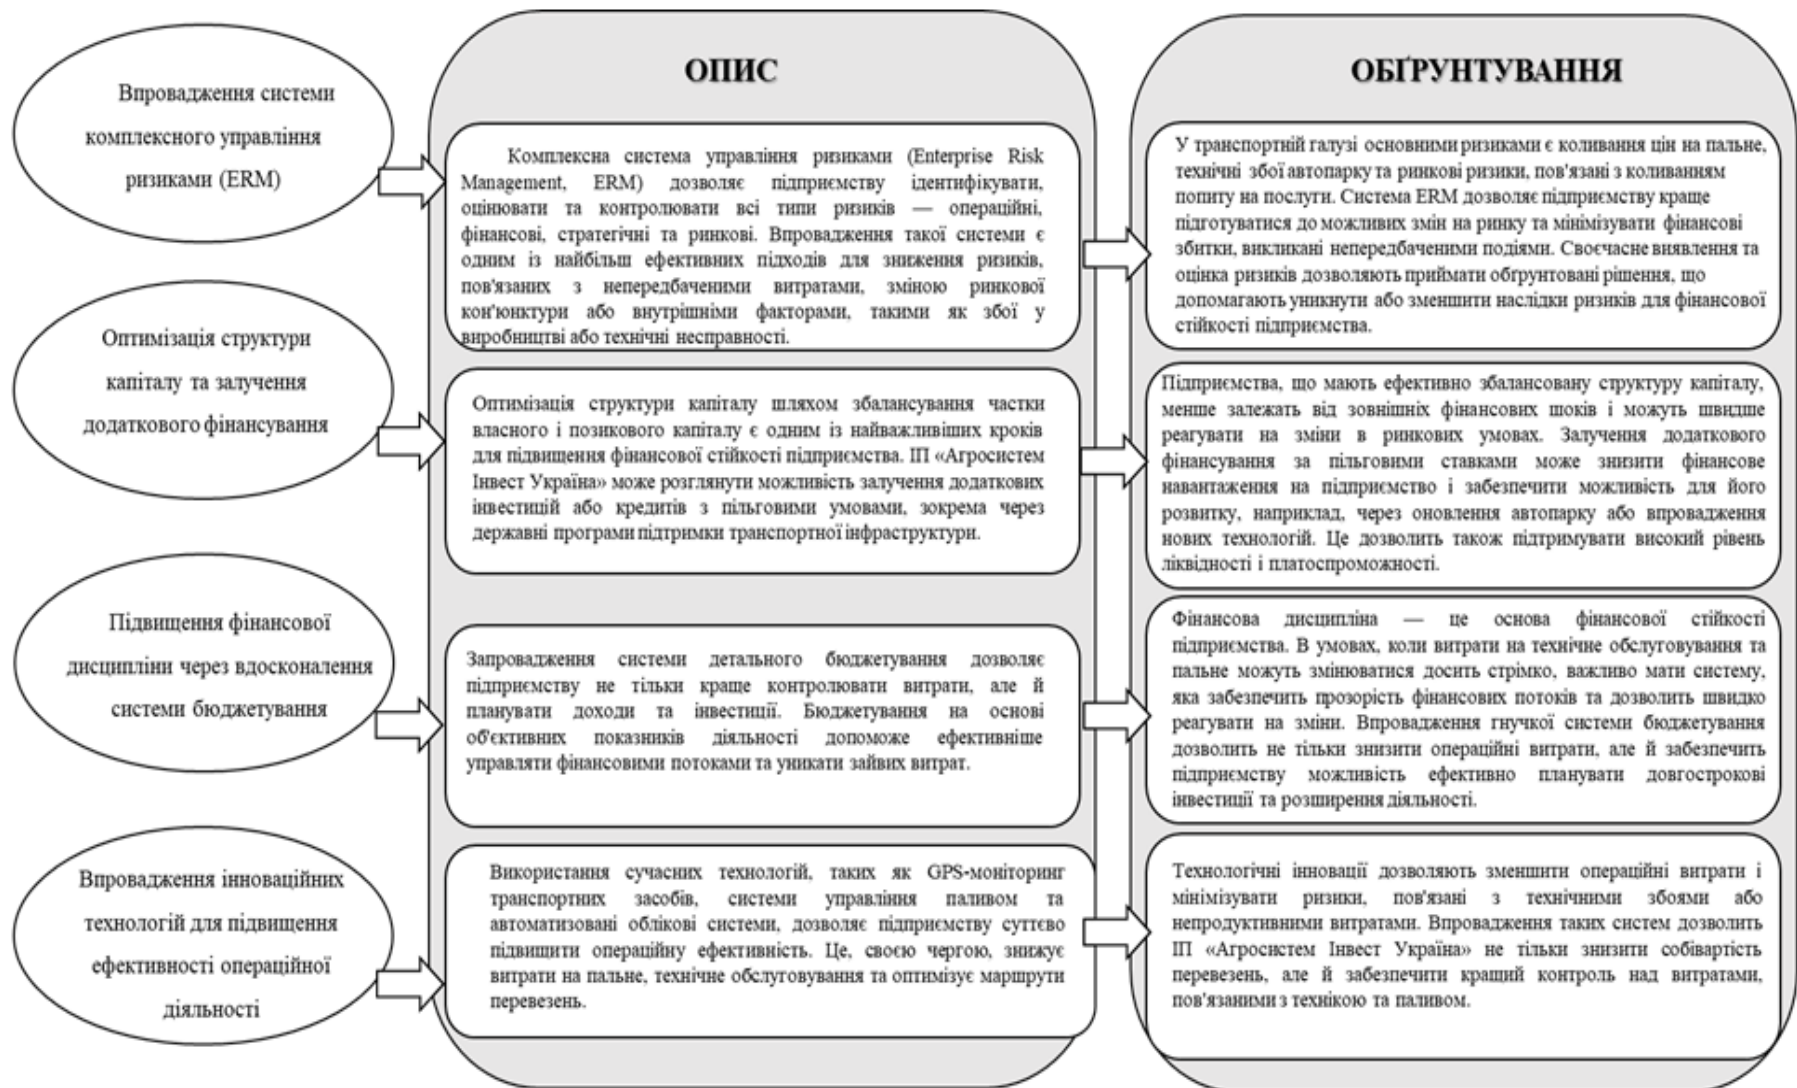 ОПИС
ОБҐРУНТУВАННЯ
Впровадження системи
комплексного управління
ризиками (ERM)
Комплексна система управління ризиками (Enterprise Risk
Management, ERM) дозволяє підприємству ідентифікувати,
оцінювати та контролювати всі типи ризиків — операційні,
фінансові, стратегічні та ринкові. Впровадження такої системи є
одним із найбільш ефективних підходів для зниження ризиків,
пов'язаних з непередбаченими витратами, зміною ринкової
кон'юнктури або внутрішніми факторами, такими як збої у
виробництві або технічні несправності.
У транспортній галузі основними ризиками є коливання цін на пальне,
технічні збої автопарку та ринкові ризики, пов'язані з коливанням
попиту на послуги. Система ERM дозволяє підприємству краще
підготуватися до можливих змін на ринку та мінімізувати фінансові
збитки, викликані непередбаченими подіями. Своєчасне виявлення та
оцінка ризиків дозволяють приймати обґрунтовані рішення, що
допомагають уникнути або зменшити наслідки ризиків для фінансової
стійкості підприємства.
Оптимізація структури
капіталу та залучення
додаткового фінансування
Оптимізація структури капіталу шляхом збалансування частки
власного і позикового капіталу є одним із найважливіших кроків
для підвищення фінансової стійкості підприємства. ІП «Агросистем
Інвест Україна» може розглянути можливість залучення додаткових
інвестицій або кредитів з пільговими умовами, зокрема через
державні програми підтримки транспортної інфраструктури.
Підприємства, що мають ефективно збалансовану структуру капіталу,
менше залежать від зовнішніх фінансових шоків і можуть швидше
реагувати на зміни в ринкових умовах. Залучення додаткового
фінансування за пільговими ставками може знизити фінансове
навантаження на підприємство і забезпечити можливість для його
розвитку, наприклад, через оновлення автопарку або впровадження
нових технологій. Це дозволить також підтримувати високий рівень
ліквідності і платоспроможності.
Підвищення фінансової
дисципліни через вдосконалення
системи бюджетування
Запровадження системи детального бюджетування дозволяє
підприємству не тільки краще контролювати витрати, але й
планувати доходи та інвестиції. Бюджетування на основі
об'єктивних показників діяльності допоможе ефективніше
управляти фінансовими потоками та уникати зайвих витрат.
Фінансова дисципліна — це основа фінансової стійкості
підприємства. В умовах, коли витрати на технічне обслуговування та
пальне можуть змінюватися досить стрімко, важливо мати систему,
яка забезпечить прозорість фінансових потоків та дозволить швидко
реагувати на зміни. Впровадження гнучкої системи бюджетування
дозволить не тільки знизити операційні витрати, але й забезпечить
підприємству можливість ефективно планувати довгострокові
інвестиції та розширення діяльності.
Впровадження інноваційних
технологій для підвищення
ефективності операційної
діяльності
Використання сучасних технологій, таких як GPS-моніторинг
транспортних засобів, системи управління паливом та
автоматизовані облікові системи, дозволяє підприємству суттєво
підвищити операційну ефективність. Це, своєю чергою, знижує
витрати на пальне, технічне обслуговування та оптимізує маршрути
перевезень.
Технологічні інновації дозволяють зменшити операційні витрати і
мінімізувати ризики, пов'язані з технічними збоями або
непродуктивними витратами. Впровадження таких систем дозволить
ІП «Агросистем Інвест Україна» не тільки знизити собівартість
перевезень, але й забезпечити кращий контроль над витратами,
пов'язаними з технікою та паливом.